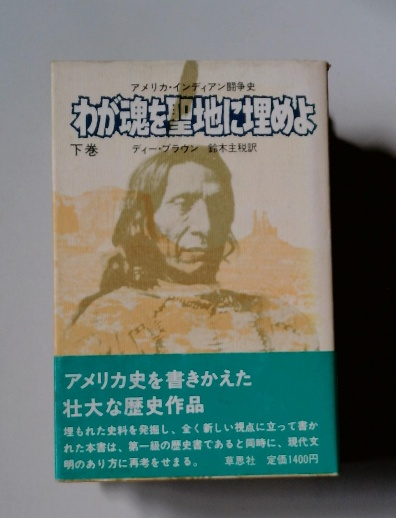 アメリカ・インディアン闘争史
わが魂を聖地に埋めよ
下巻 ディー・ブラウン 鈴木主税訳
アメリカ史を書きかえた
壮大な歴史作品
埋もれた史料を発掘し、全く新しい視点に立って書か
れた本書は、第一級の歴史書であると同時に、現代文
明のあり方に再考をせまる。 草思社 定価1400円